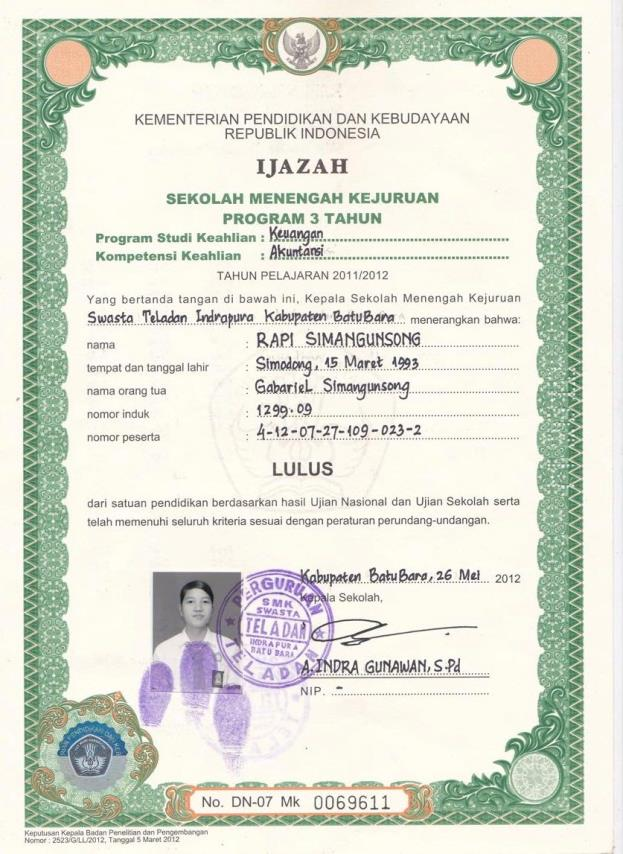 KEMENTERIAN PENDIDIKAN DAN KEBUDAYAAN
REPUBLIK INDONESIA
IJAZAH
SEKOLAH MENENGAH KEJURUAN
PROGRAM 3 TAHUN
Program Studi Keahlian : Keuangan
Kompetensi Keahlian : Akuntansi
TAHUN PELAJARAN 2011/2012
Yang bertanda tangan di bawah ini, Kepala Sekolah Menengah Kejuruan
Swasta Teladan Indrapura Kabupaten BatuBara menerangkan bahwa:
nama : RAPI SIMANGUNSONG
tempat dan tanggal lahir : Simodong, 15 Maret 1993
nama orang tua : GabarieL Simangunsong
nomor induk : 1299.09
nomor peserta : 4-12-07-27-109-023-2
LULUS
dari satuan pendidikan berdasarkan hasil Ujian Nasional dan Ujian Sekolah serta
telah memenuhi seluruh kriteria sesuai dengan peraturan perundang-undangan.
Kabupaten BatuBara, 26 Mei 2012
Kepala Sekolah,
PERGURUAN
SMK
SWASTA
TELADAN
INDRAPURA
BATU BARA
TELADAN
A.INDRA GUNAWAN, S.Pd
NIP. -
No. DN-07 Mk 0069611
Keputusan Kepala Badan Penelitian dan Pengembangan
Nomor : 2523/G/LL/2012, Tanggal 5 Maret 2012